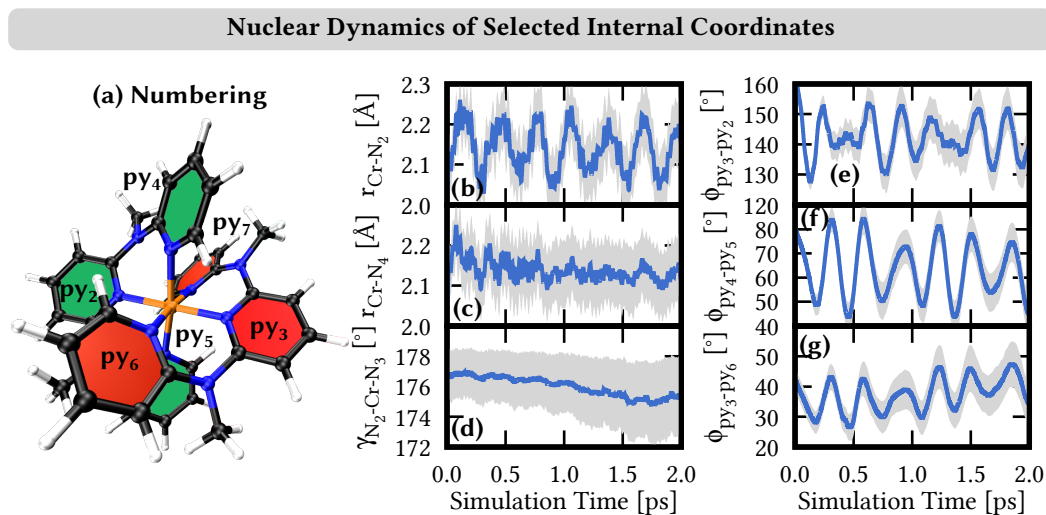 Nuclear Dynamics of Selected Internal Coordinates
(a) Numbering
py4
py7
py2
py3
py5
py6
2.3
2.2
2.1
2.0
r_Cr-N2 [Å]
(b)
2.2
2.1
2.0
r_Cr-N4 [Å]
(c)
178
176
174
172
γ_N2-Cr-N3 [°]
(d)
0.0 0.5 1.0 1.5 2.0
Simulation Time [ps]
160
150
140
130
120
ϕ_py3-py2 [°]
(e)
80
70
60
50
40
ϕ_py4-py5 [°]
(f)
50
40
30
20
ϕ_py3-py6 [°]
(g)
0.0 0.5 1.0 1.5 2.0
Simulation Time [ps]